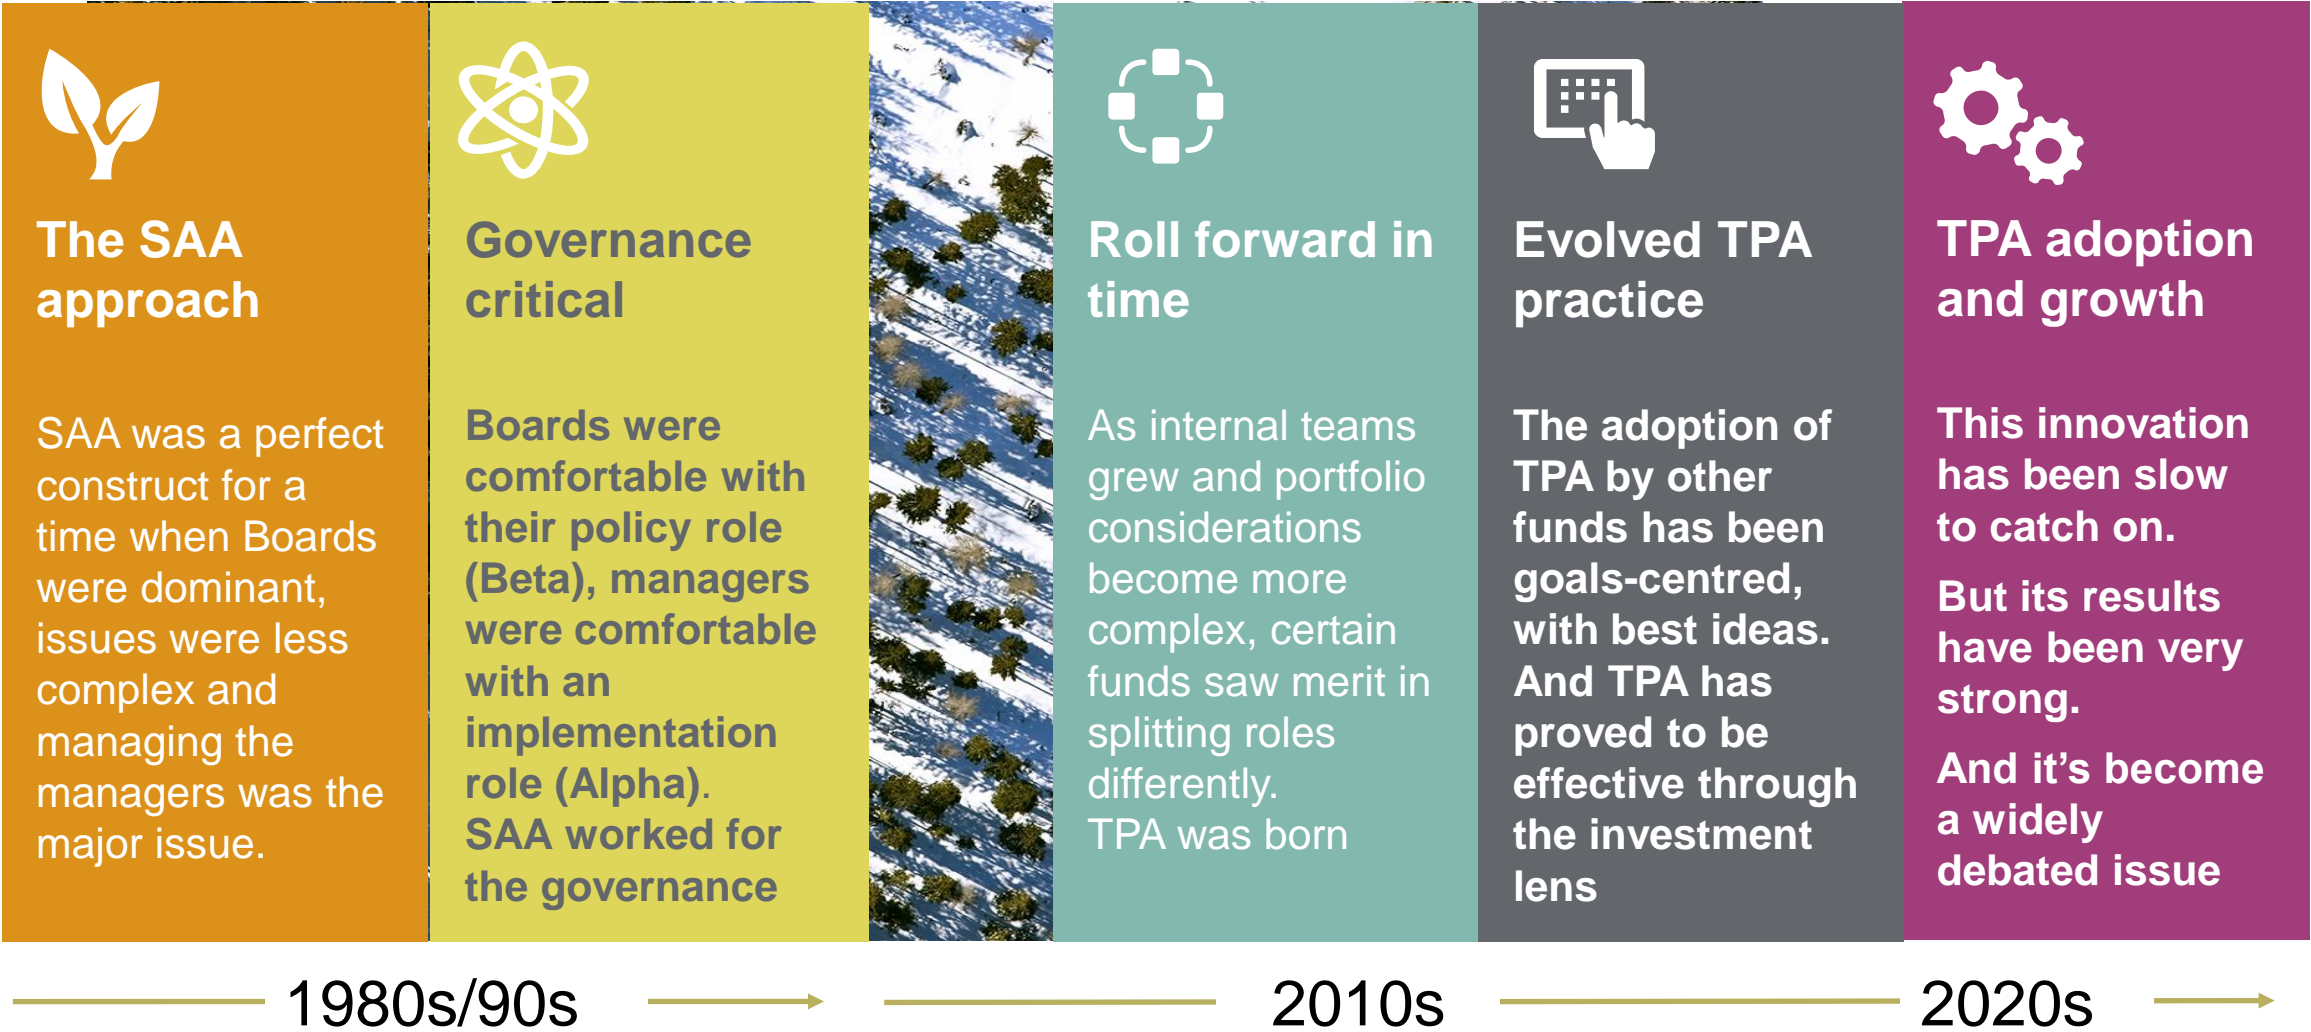 The SAA
approach
SAA was a perfect
construct for a
time when Boards
were dominant,
issues were less
complex and
managing the
managers was the
major issue.
Governance
critical
Boards were
comfortable with
their policy role
(Beta), managers
were comfortable
with an
implementation
role (Alpha).
SAA worked for
the governance
Roll forward in
time
As internal teams
grew and portfolio
considerations
become more
complex, certain
funds saw merit in
splitting roles
differently.
TPA was born
Evolved TPA
practice
The adoption of
TPA by other
funds has been
goals-centred,
with best ideas.
And TPA has
proved to be
effective through
the investment
lens
TPA adoption
and growth
This innovation
has been slow
to catch on.
But its results
have been very
strong.
And it’s become
a widely
debated issue
1980s/90s
2010s
2020s